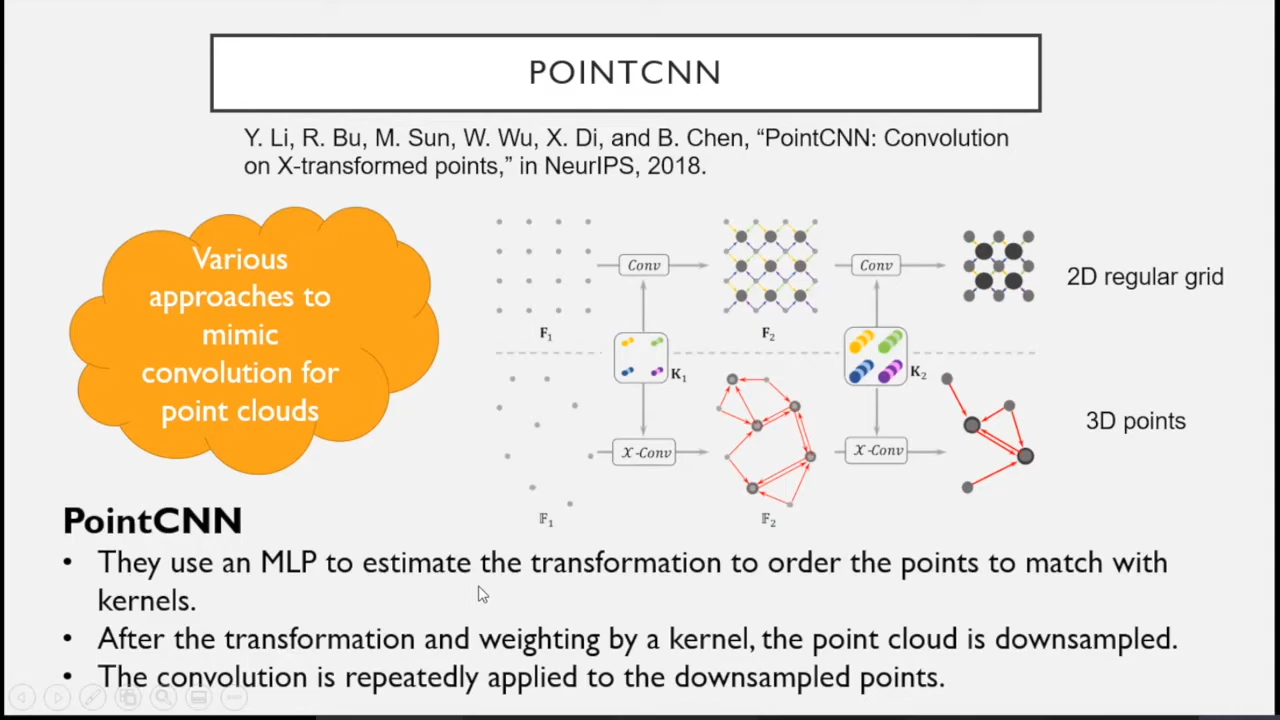 POINTCNN
Y. Li, R. Bu, M. Sun, W. Wu, X. Di, and B. Chen, “PointCNN: Convolution
on X-transformed points,” in NeurIPS, 2018.
Various
approaches to
mimic
convolution for
point clouds
Conv
Conv
2D regular grid
F₁
F₂
K₁
K₂
3D points
𝒳-Conv
𝒳-Conv
𝔽₁
𝔽₂
PointCNN
• They use an MLP to estimate the transformation to order the points to match with
kernels.
• After the transformation and weighting by a kernel, the point cloud is downsampled.
• The convolution is repeatedly applied to the downsampled points.